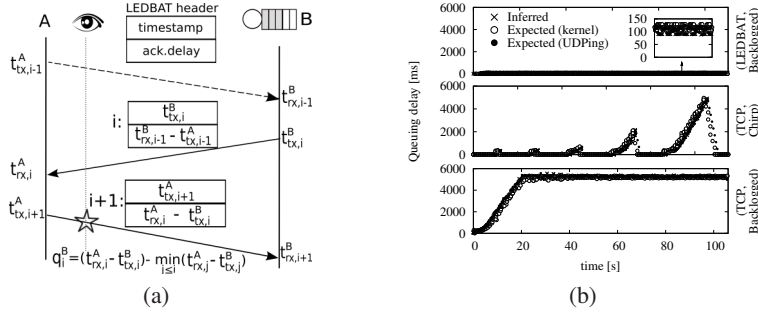 LEDBAT header
A
timestamp
ack.delay
B
t^A_tx,i-1
t^B_rx,i-1
i:
t^B_tx,i
t^B_rx,i-1 - t^A_tx,i-1
t^B_tx,i
t^A_rx,i
i+1:
t^A_tx,i+1
t^A_rx,i - t^B_tx,i
t^A_tx,i+1
t^B_rx,i+1
q^B_i=(t^A_rx,i-t^B_tx,i)- min_i≤i(t^A_rx,j-t^B_tx,j)
(a)
Queuing delay [ms]
6000
4000
2000
0
Inferred
Expected (kernel)
Expected (UDPing)
150
100
50
0
(LEDBAT,
Backlogged)
6000
4000
2000
0
(TCP,
Chirp)
6000
4000
2000
0
(TCP,
Backlogged)
0 20 40 60 80 100
time [s]
(b)